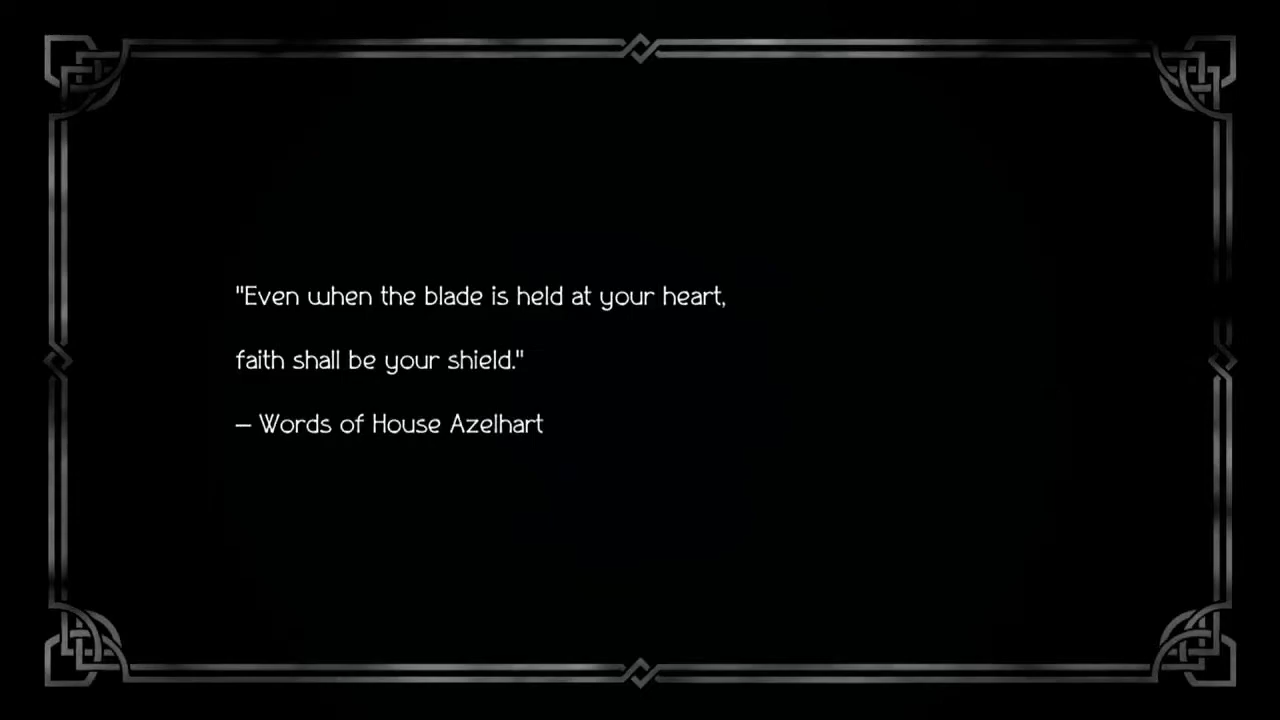 "Even when the blade is held at your heart,
faith shall be your shield."
— Words of House Azelhart